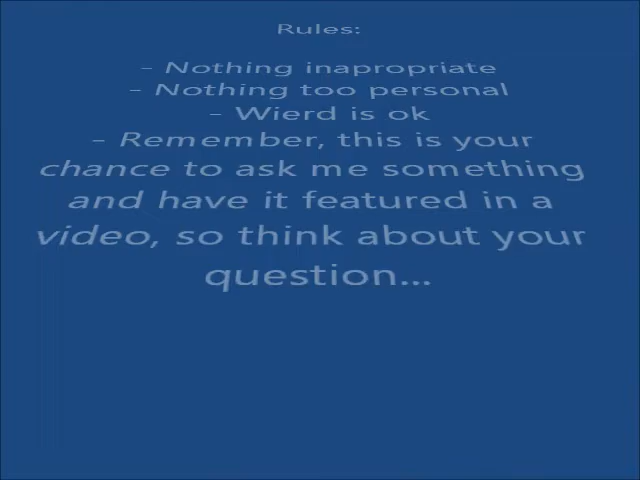 Rules:
- Nothing inapropriate
- Nothing too personal
- Wierd is ok
- Remember, this is your
chance to ask me something
and have it featured in a
video, so think about your
question...